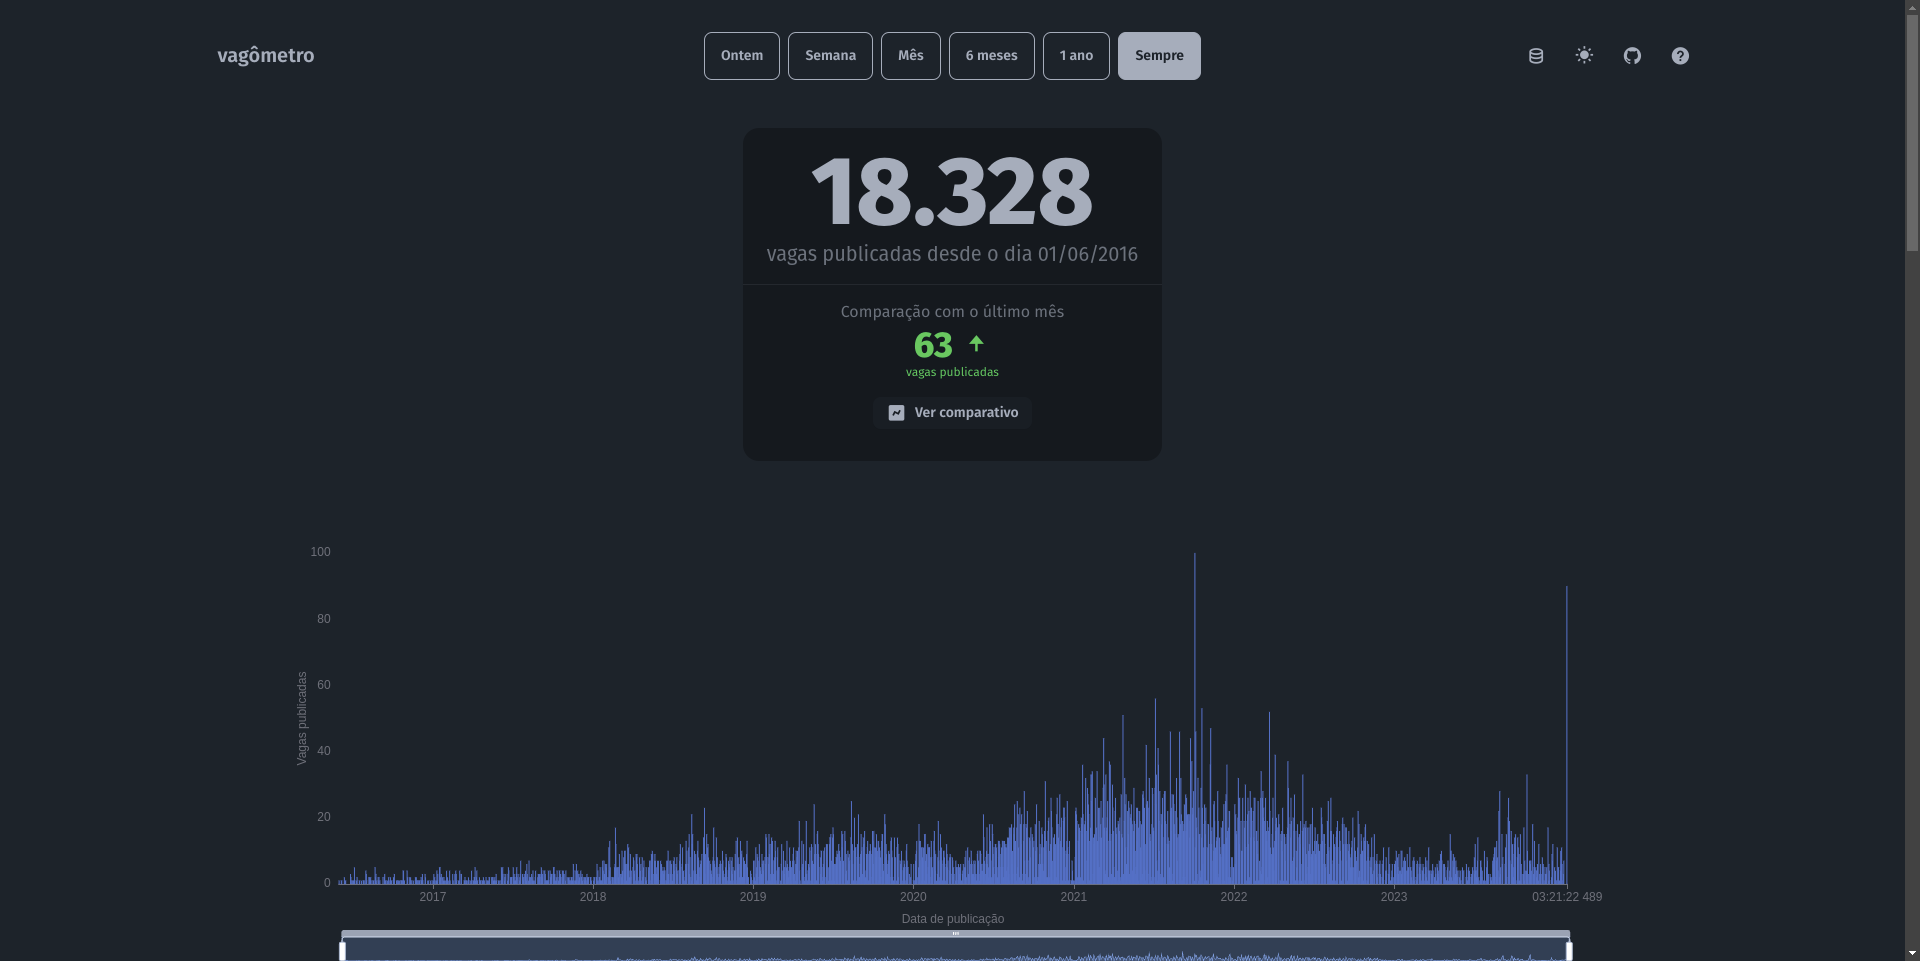 vagômetro
Ontem
Semana
Mês
6 meses
1 ano
Sempre
18.328
vagas publicadas desde o dia 01/06/2016
Comparação com o último mês
63
vagas publicadas
Ver comparativo
100
80
60
40
20
0
Vagas publicadas
2017
2018
2019
2020
2021
2022
2023
03:21:22 489
Data de publicação